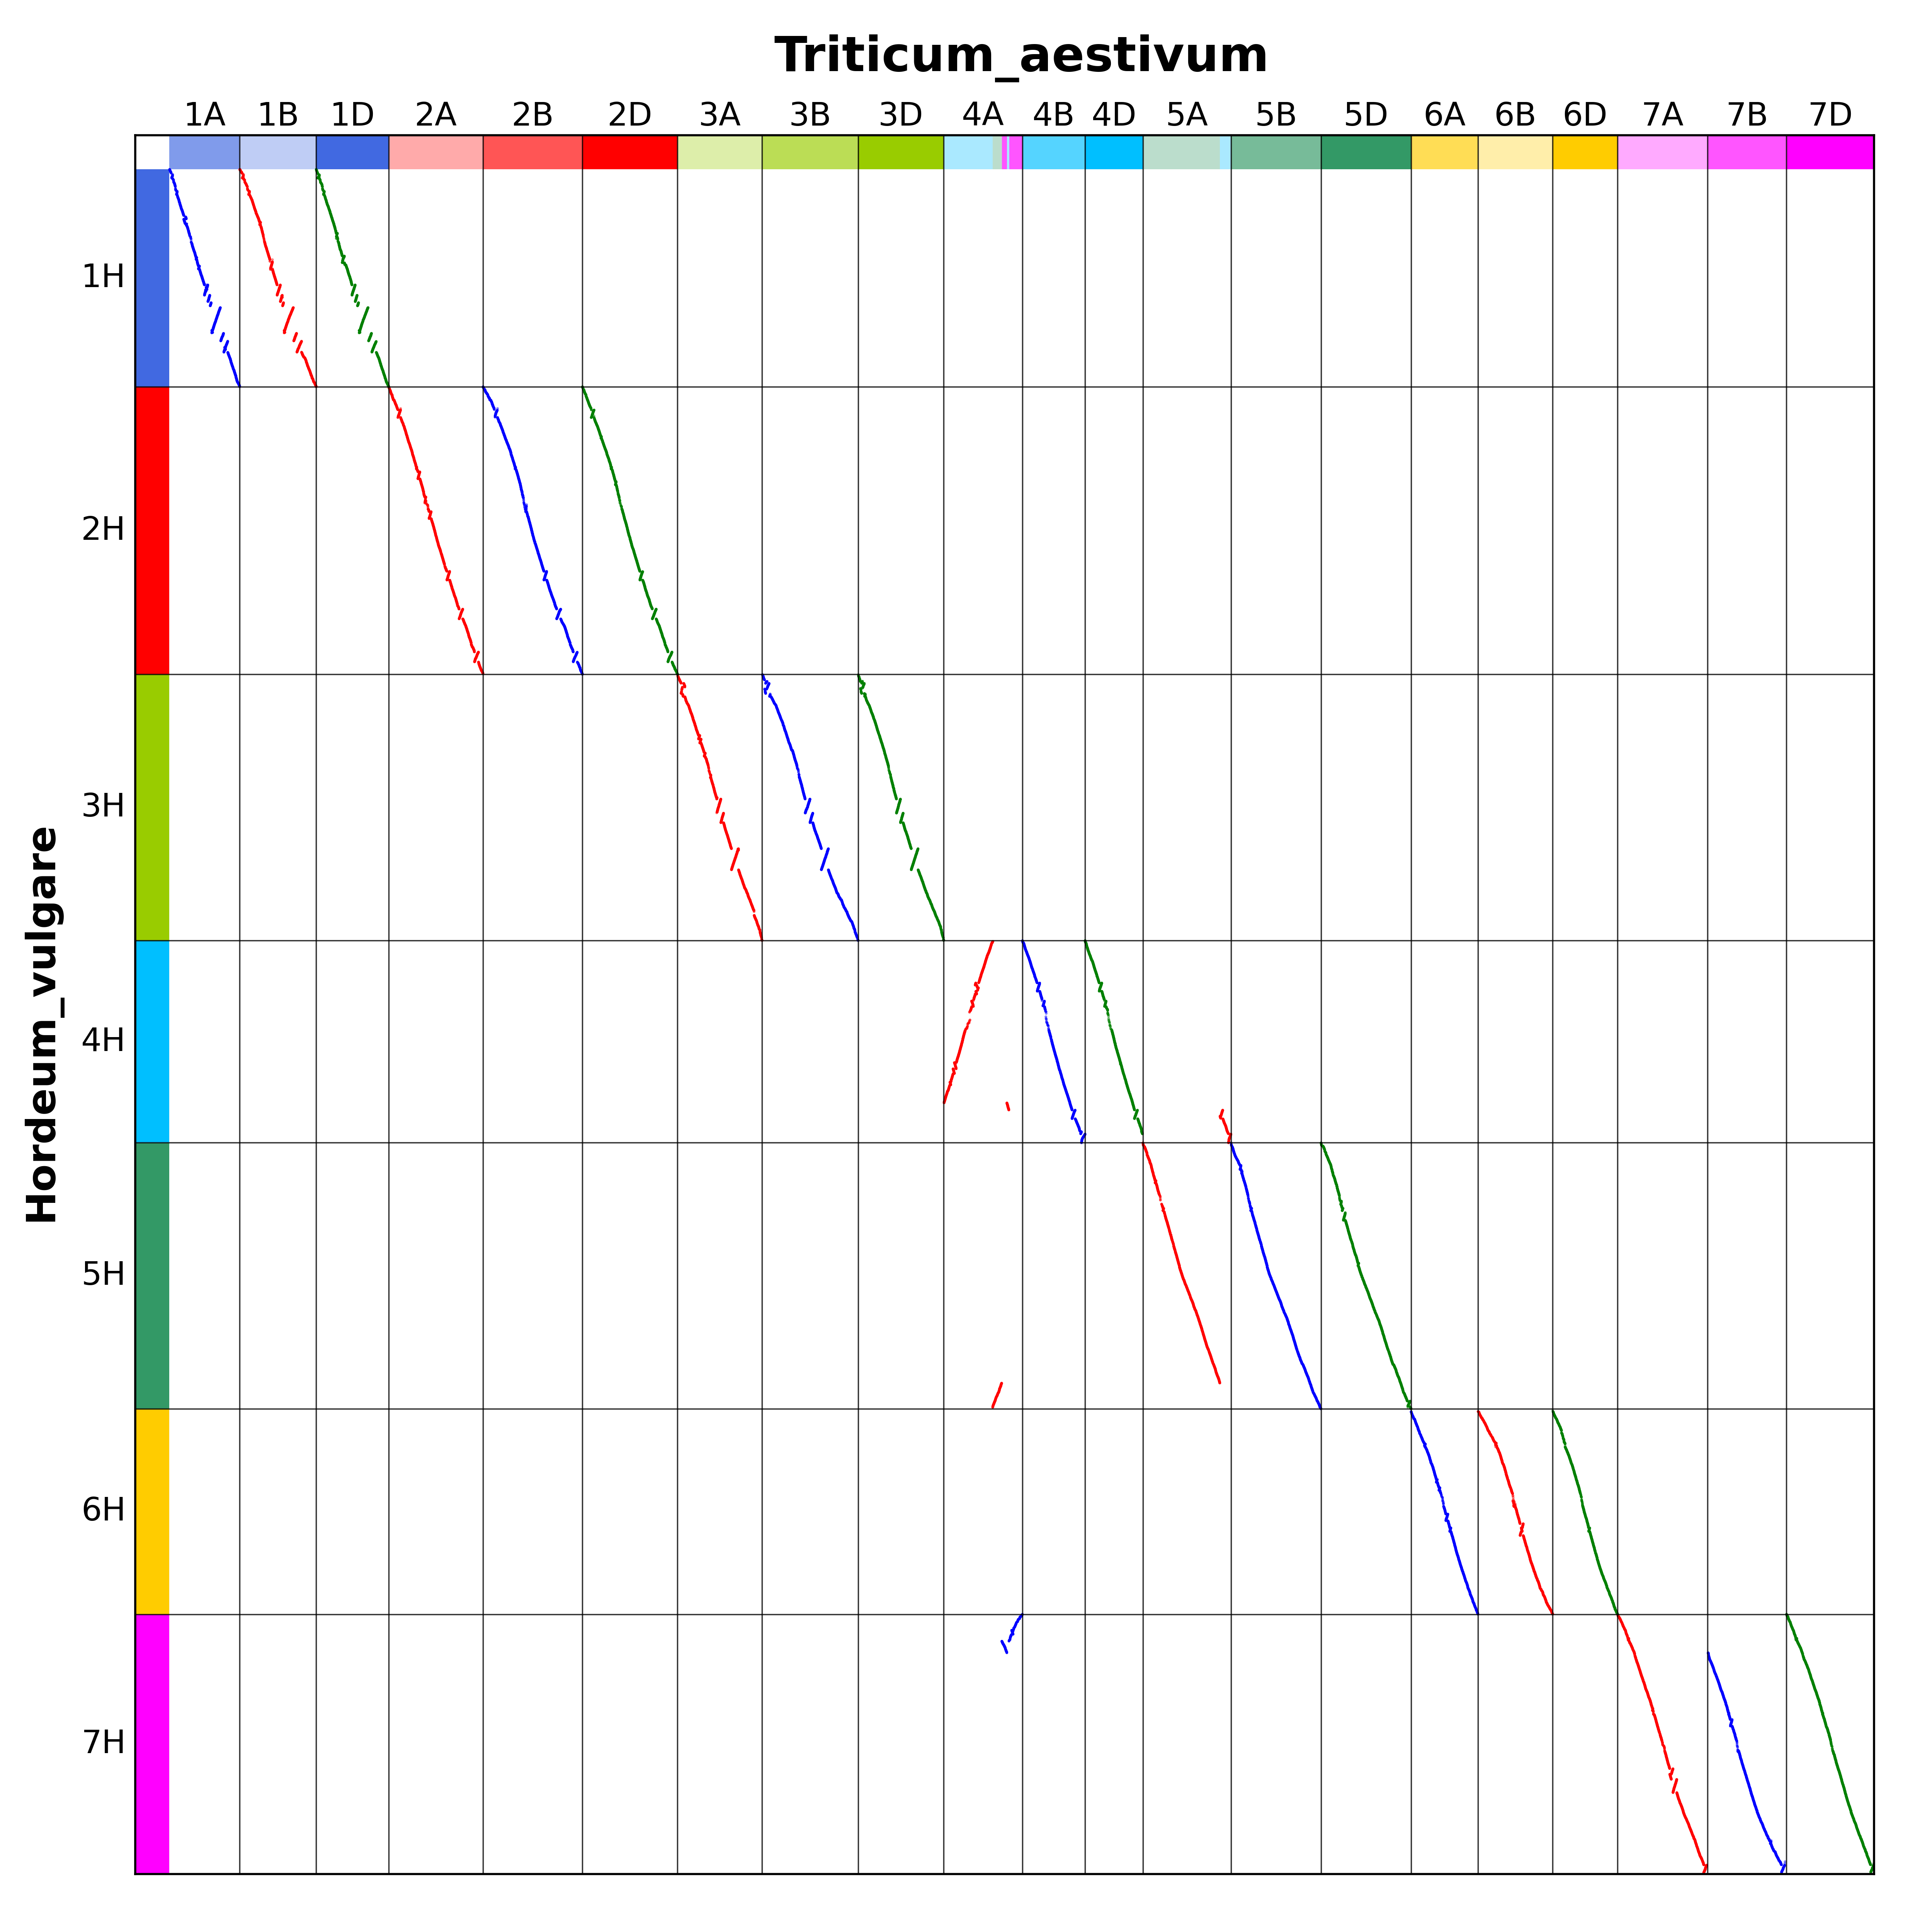 Triticum_aestivum
1A 1B 1D 2A 2B 2D 3A 3B 3D 4A 4B 4D 5A 5B 5D 6A 6B 6D 7A 7B 7D
Hordeum_vulgare
1H
2H
3H
4H
5H
6H
7H